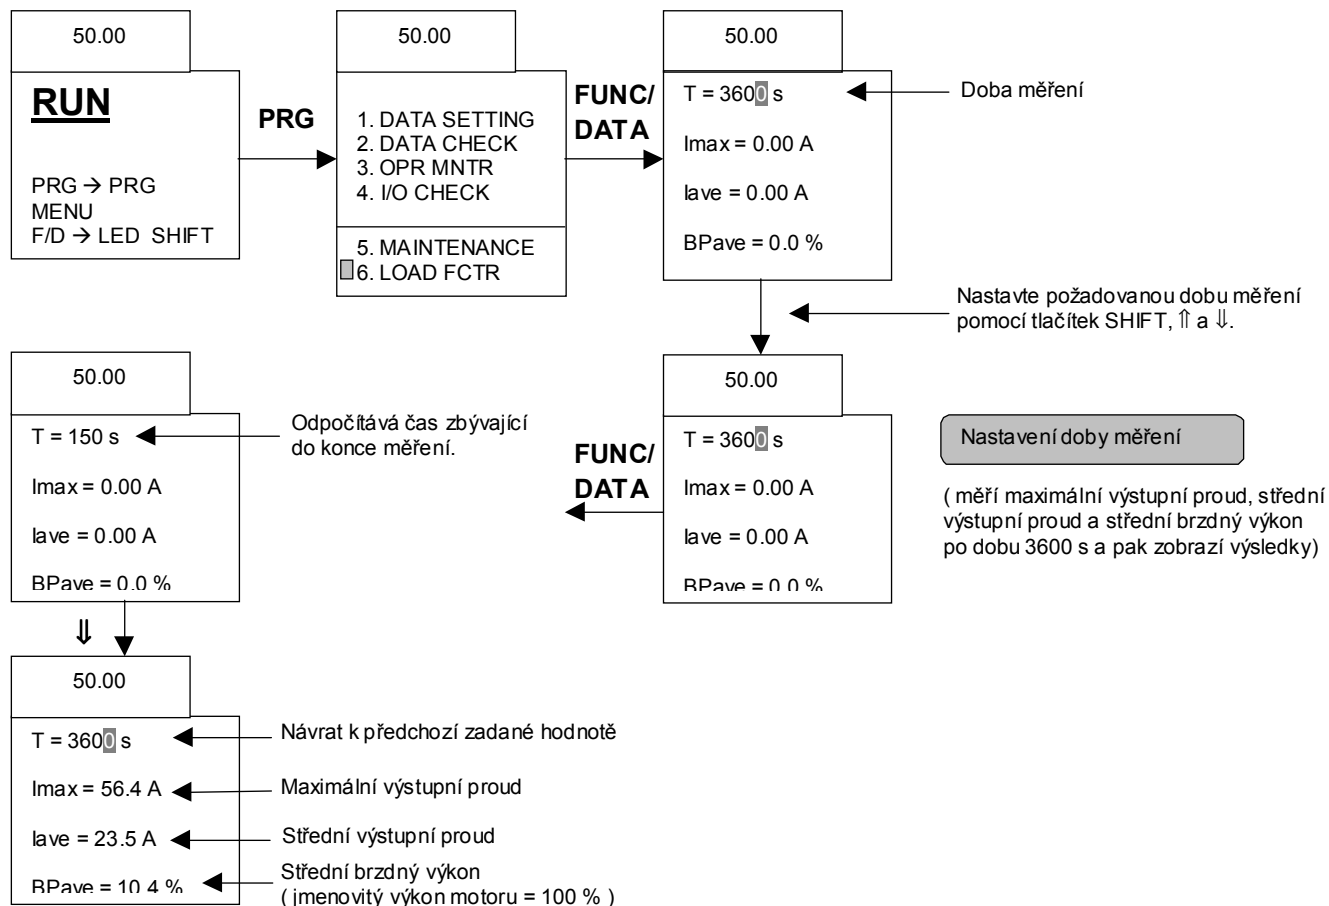 50.00
RUN
PRG → PRG
MENU
F/D → LED SHIFT
PRG
50.00
1. DATA SETTING
2. DATA CHECK
3. OPR MNTR
4. I/O CHECK
5. MAINTENANCE
6. LOAD FCTR
FUNC/
DATA
50.00
T = 3600 s
Imax = 0.00 A
Iave = 0.00 A
BPave = 0.0 %
Doba měření
Nastavte požadovanou dobu měření
pomocí tlačítek SHIFT, ⇑ a ⇓.
50.00
T = 3600 s
Imax = 0.00 A
Iave = 0.00 A
BPave = 0.0 %
Nastavení doby měření
( měří maximální výstupní proud, střední
výstupní proud a střední brzdný výkon
po dobu 3600 s a pak zobrazí výsledky)
FUNC/
DATA
50.00
T = 150 s
Imax = 0.00 A
Iave = 0.00 A
BPave = 0.0 %
Odpočítává čas zbývající
do konce měření.
⇓
50.00
T = 3600 s
Imax = 56.4 A
Iave = 23.5 A
BPave = 10.4 %
Návrat k předchozí zadané hodnotě
Maximální výstupní proud
Střední výstupní proud
Střední brzdný výkon
( jmenovitý výkon motoru = 100 % )